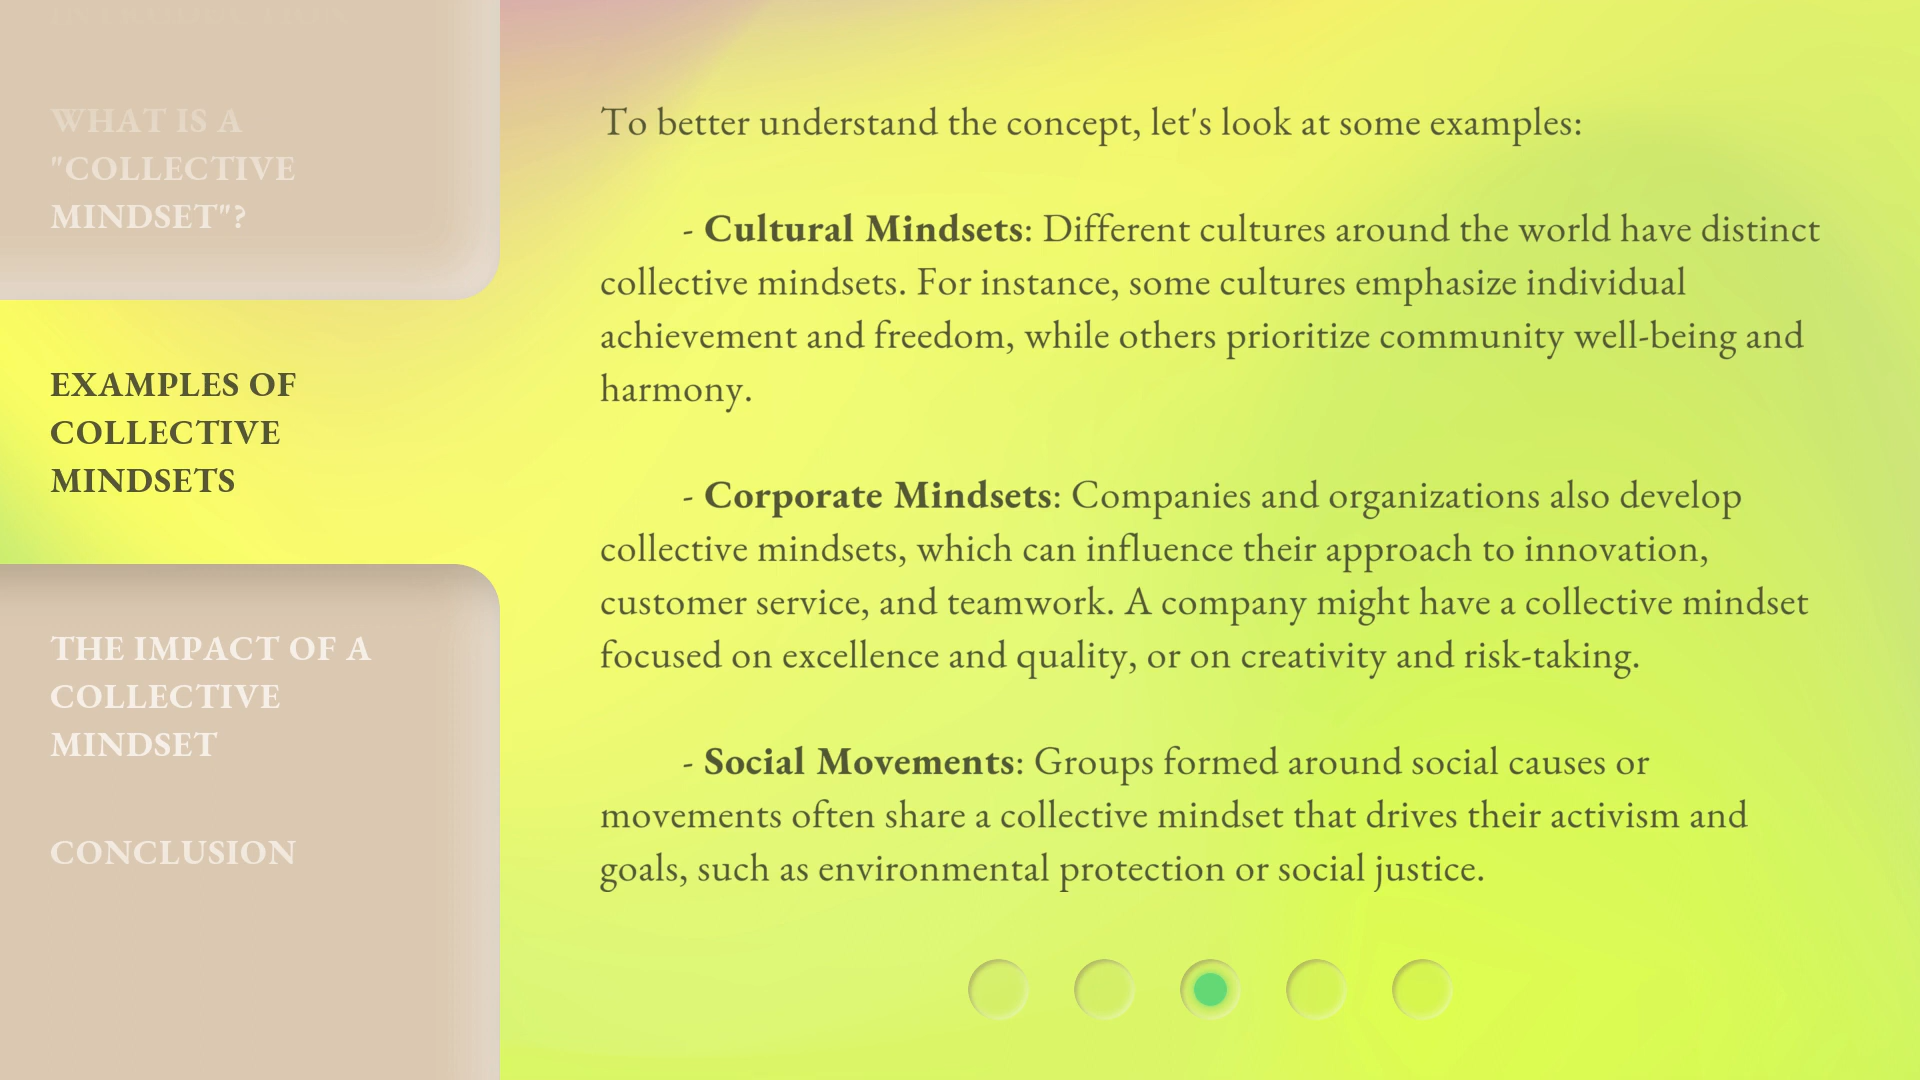 WHAT IS A
"COLLECTIVE
MINDSET"?
EXAMPLES OF
COLLECTIVE
MINDSETS
THE IMPACT OF A
COLLECTIVE
MINDSET
CONCLUSION
To better understand the concept, let's look at some examples:
- Cultural Mindsets: Different cultures around the world have distinct
collective mindsets. For instance, some cultures emphasize individual
achievement and freedom, while others prioritize community well-being and
harmony.
- Corporate Mindsets: Companies and organizations also develop
collective mindsets, which can influence their approach to innovation,
customer service, and teamwork. A company might have a collective mindset
focused on excellence and quality, or on creativity and risk-taking.
- Social Movements: Groups formed around social causes or
movements often share a collective mindset that drives their activism and
goals, such as environmental protection or social justice.